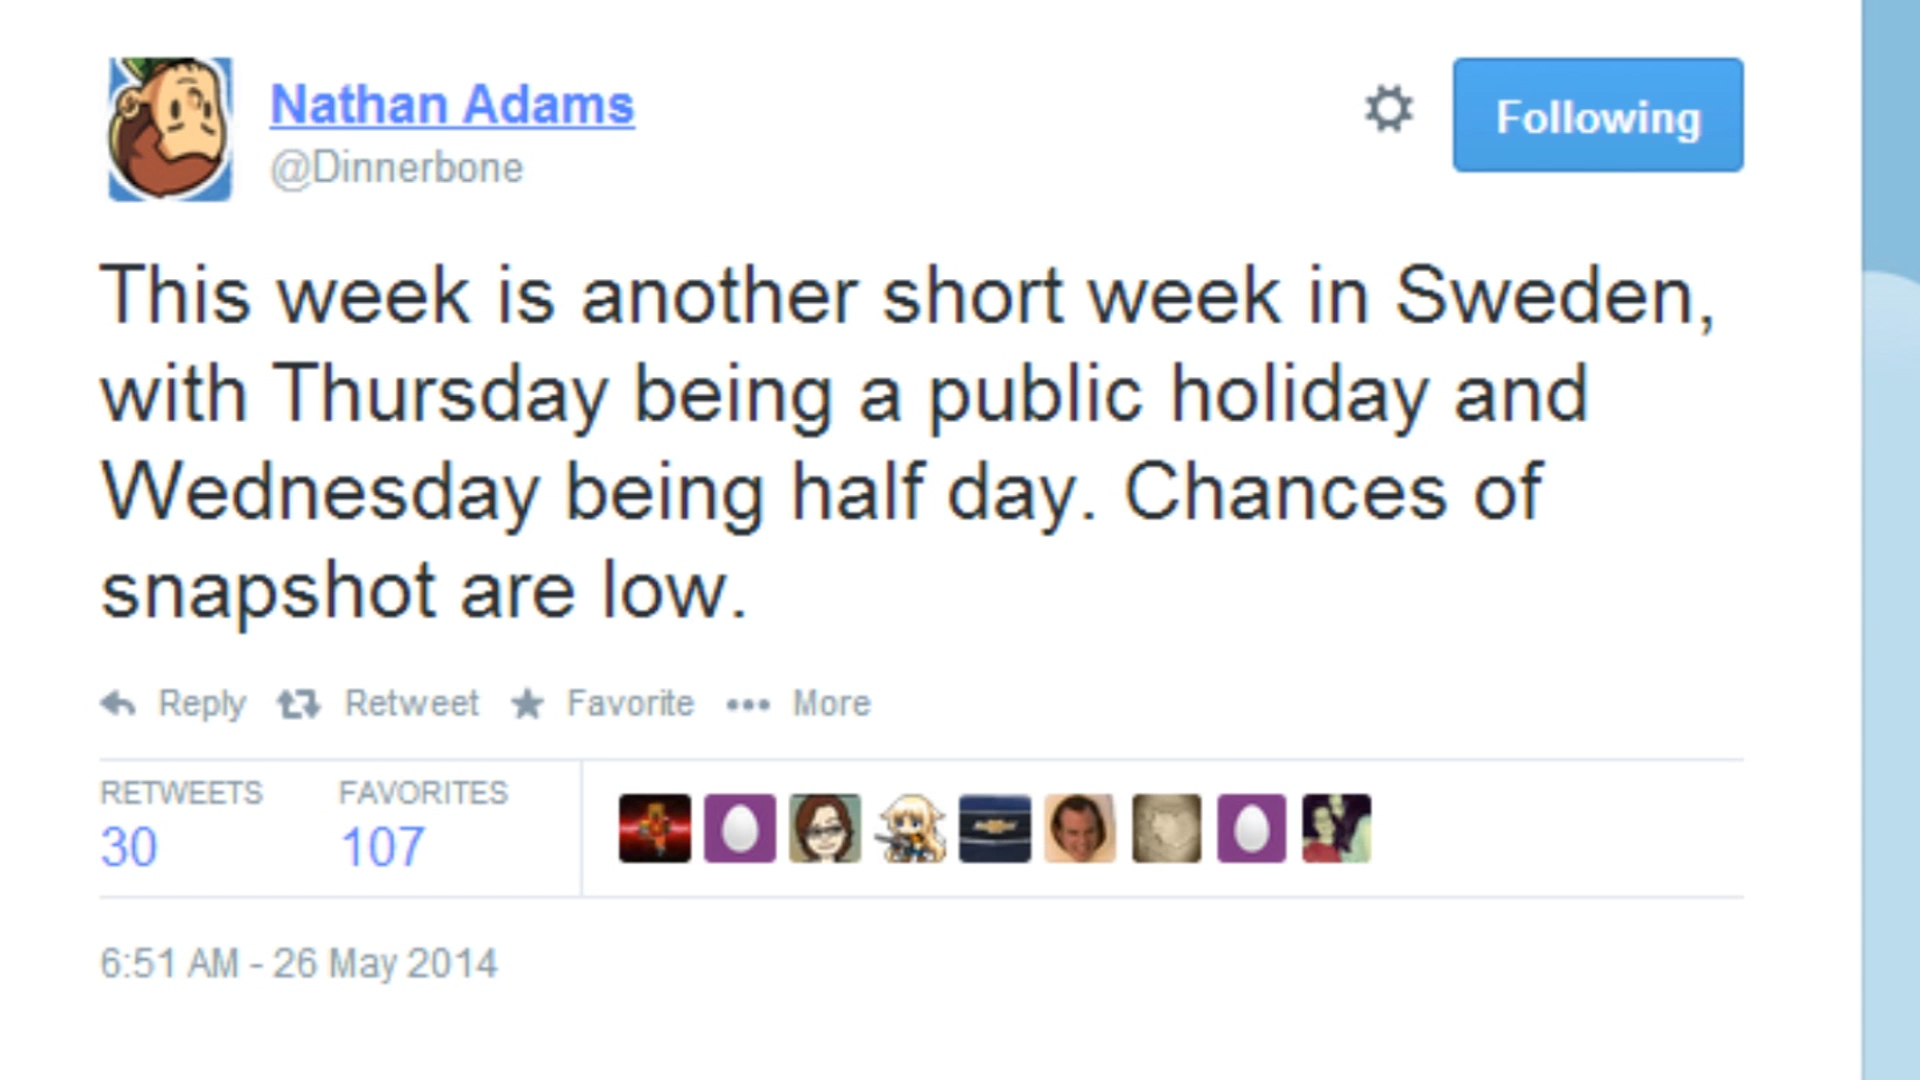 Nathan Adams
@Dinnerbone
Following
This week is another short week in Sweden,
with Thursday being a public holiday and
Wednesday being half day. Chances of
snapshot are low.
Reply Retweet Favorite More
RETWEETS FAVORITES
30 107
6:51 AM - 26 May 2014